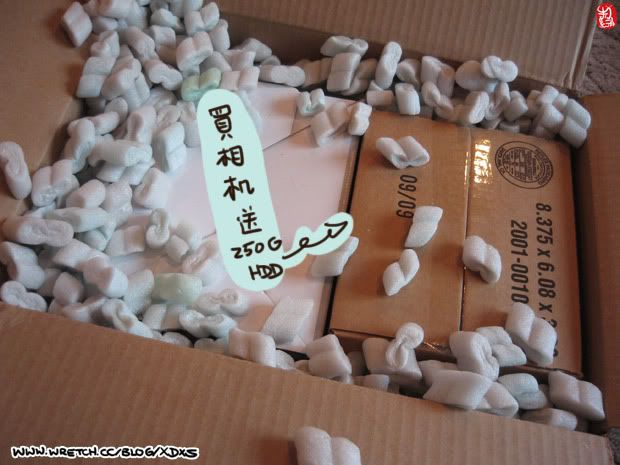 買相机送
250G
HDD
09/09
8.375 x 6.08 x
2001-0010
WWW.WRETCH.CC/BLOG/XDXS